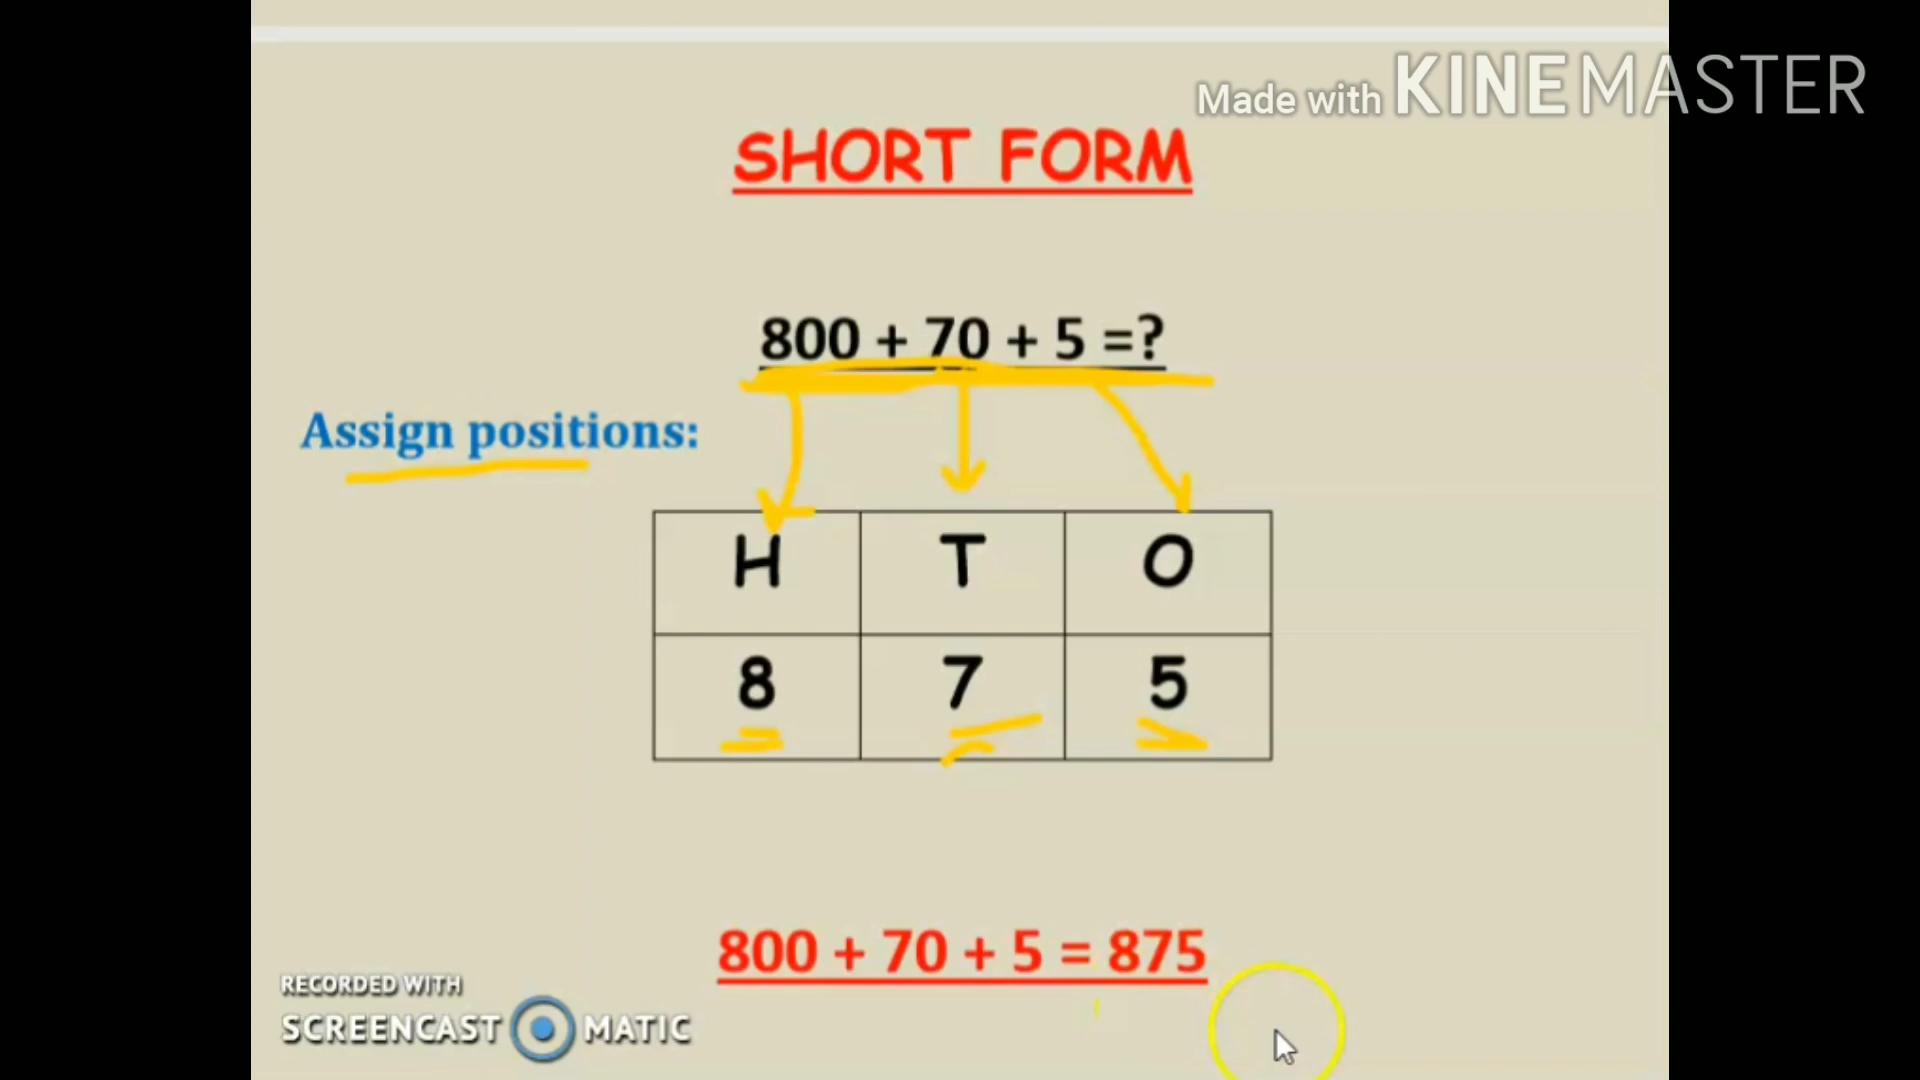 Made with KINEMASTER
SHORT FORM
800 + 70 + 5 =?
Assign positions:
H T O
8 7 5
800 + 70 + 5 = 875
RECORDED WITH
SCREENCAST MATIC